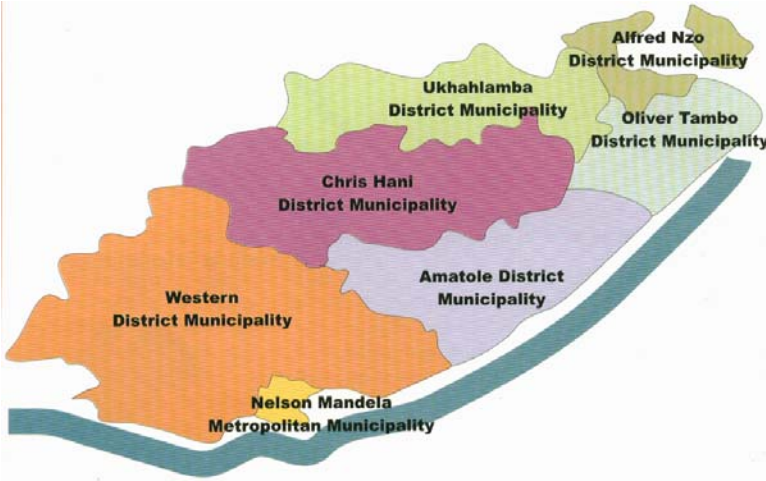 Alfred Nzo
District Municipality
Ukhahlamba
District Municipality
Oliver Tambo
District Municipality
Chris Hani
District Municipality
Amatole District
Municipality
Western
District Municipality
Nelson Mandela
Metropolitan Municipality